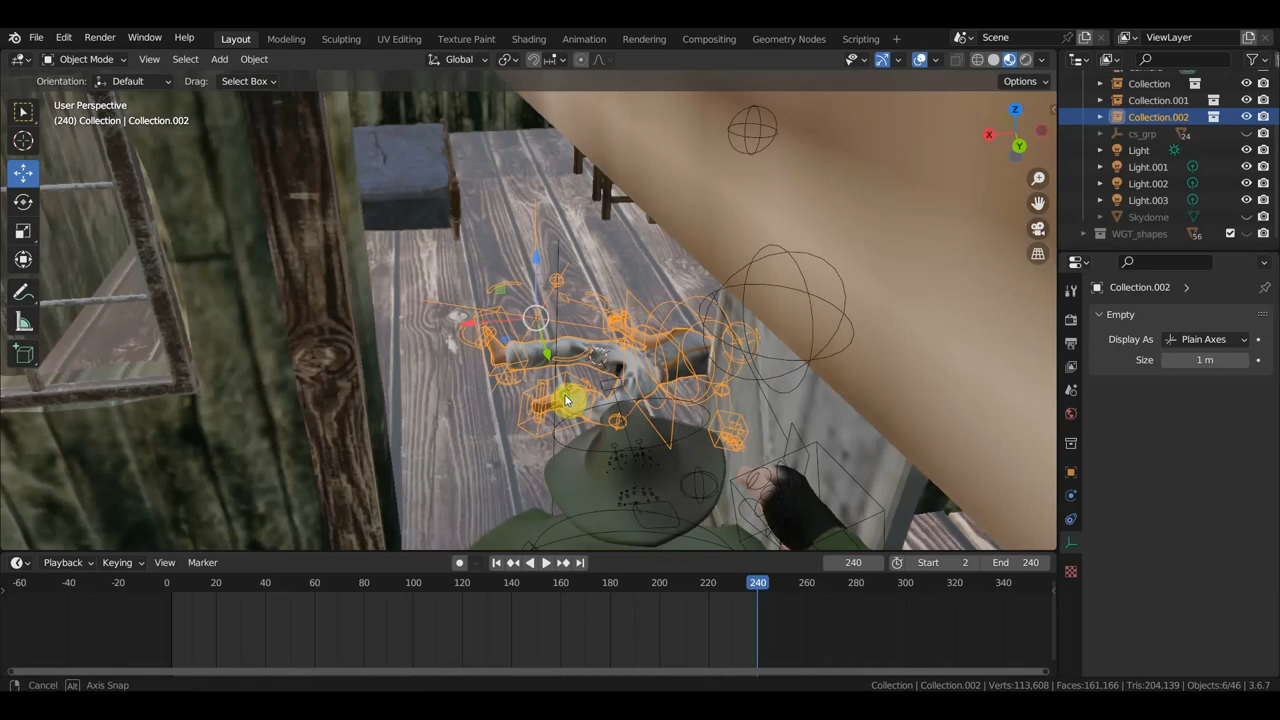 File Edit Render Window Help Layout Modeling Sculpting UV Editing Texture Paint Shading Animation Rendering Compositing Geometry Nodes Scripting + Scene ViewLayer
Object Mode View Select Add Object Global
Orientation: Default Drag: Select Box Options
User Perspective
(240) Collection | Collection.002
X
Y
Z
Collection
Collection.001
Collection.002
cs_grp 24
Light
Light.001
Light.002
Light.003
Skydome
WGT_shapes 56
Collection.002
Empty
Display As Plain Axes
Size 1 m
Playback Keying View Marker 240 Start 2 End 240
-60 -40 -20 0 20 40 60 80 100 120 140 160 180 200 220 240 260 280 300 320 340
Cancel Alt Axis Snap Collection | Collection.002 | Verts:113,608 | Faces:161,166 | Tris:204,139 | Objects:6/46 | 3.6.7